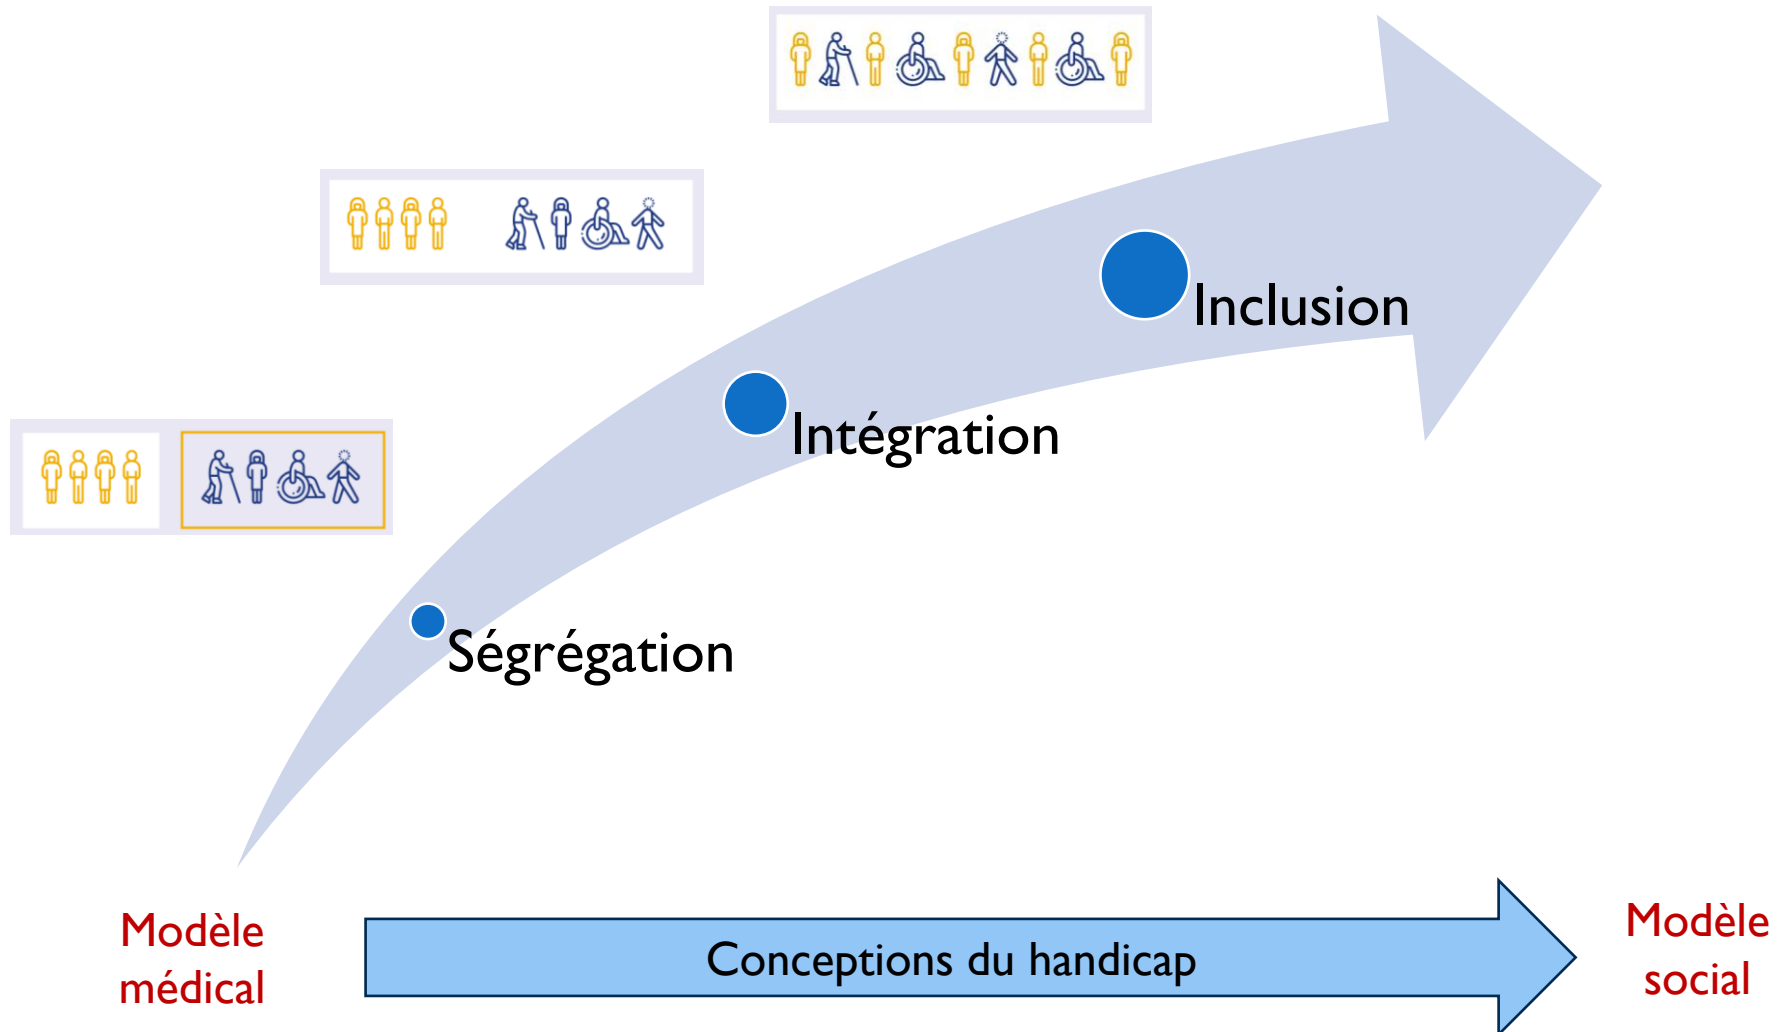 Inclusion
Intégration
Ségrégation
Modèle
médical
Conceptions du handicap
Modèle
social